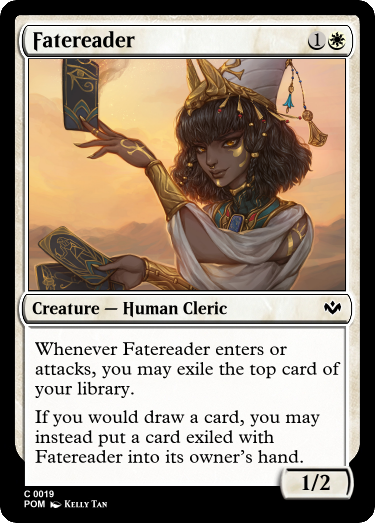 Fatereader 1
Creature — Human Cleric
Whenever Fatereader enters or
attacks, you may exile the top card of
your library.
If you would draw a card, you may
instead put a card exiled with
Fatereader into its owner's hand.
1/2
C 0019
POM Kelly Tan